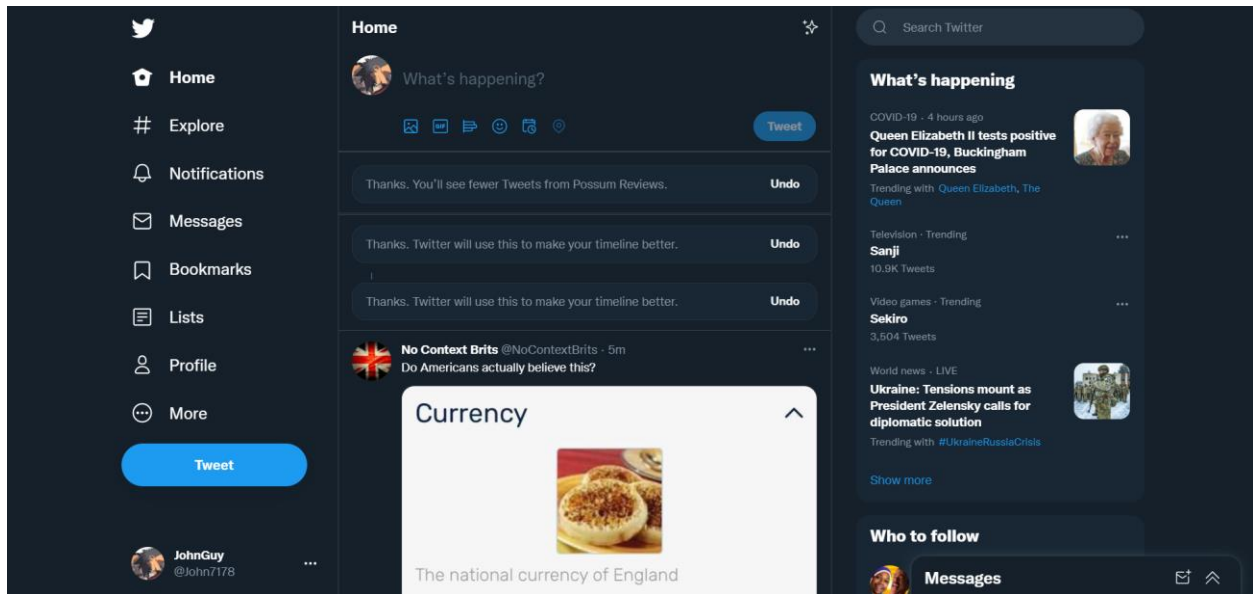 Home
Explore
Notifications
Messages
Bookmarks
Lists
Profile
More
Tweet
JohnGuy
@John7178
Home
What's happening?
GIF
Tweet
Thanks. You'll see fewer Tweets from Possum Reviews.
Undo
Thanks. Twitter will use this to make your timeline better.
Undo
Thanks. Twitter will use this to make your timeline better.
Undo
No Context Brits @NoContextBrits · 5m
Do Americans actually believe this?
Currency
The national currency of England
Search Twitter
What's happening
COVID-19 · 4 hours ago
Queen Elizabeth II tests positive
for COVID-19, Buckingham
Palace announces
Trending with Queen Elizabeth, The
Queen
Television · Trending
Sanji
10.9K Tweets
Video games · Trending
Sekiro
3,504 Tweets
World news · LIVE
Ukraine: Tensions mount as
President Zelensky calls for
diplomatic solution
Trending with #UkraineRussiaCrisis
Show more
Who to follow
Messages